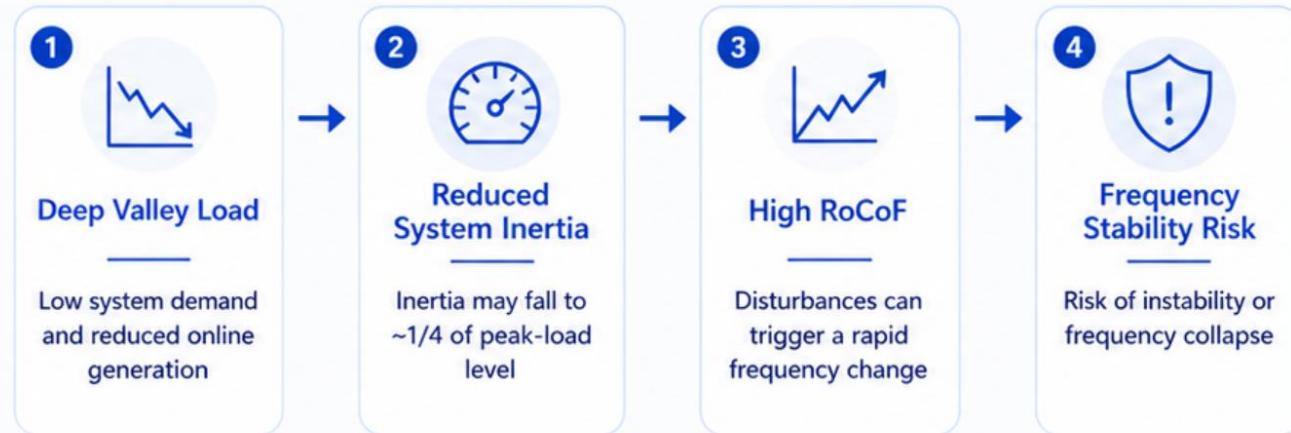 1
Deep Valley Load
Low system demand
and reduced online
generation
2
Reduced
System Inertia
Inertia may fall to
~1/4 of peak-load
level
3
High RoCoF
Disturbances can
trigger a rapid
frequency change
4
Frequency
Stability Risk
Risk of instability or
frequency collapse